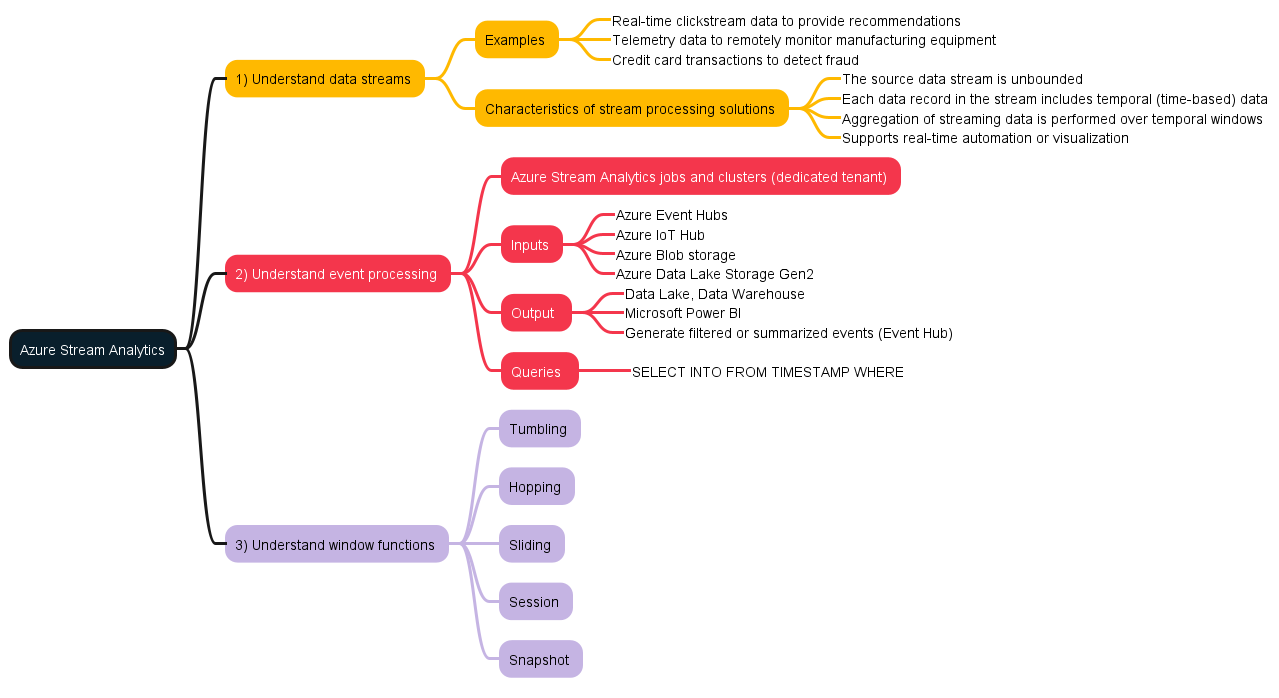 Real-time clickstream data to provide recommendations
Examples
Telemetry data to remotely monitor manufacturing equipment
Credit card transactions to detect fraud
1) Understand data streams
The source data stream is unbounded
Each data record in the stream includes temporal (time-based) data
Characteristics of stream processing solutions
Aggregation of streaming data is performed over temporal windows
Supports real-time automation or visualization
Azure Stream Analytics jobs and clusters (dedicated tenant)
Azure Event Hubs
Azure IoT Hub
Inputs
Azure Blob storage
Azure Data Lake Storage Gen2
2) Understand event processing
Data Lake, Data Warehouse
Output
Microsoft Power BI
Generate filtered or summarized events (Event Hub)
Azure Stream Analytics
Queries
SELECT INTO FROM TIMESTAMP WHERE
Tumbling
Hopping
3) Understand window functions
Sliding
Session
Snapshot